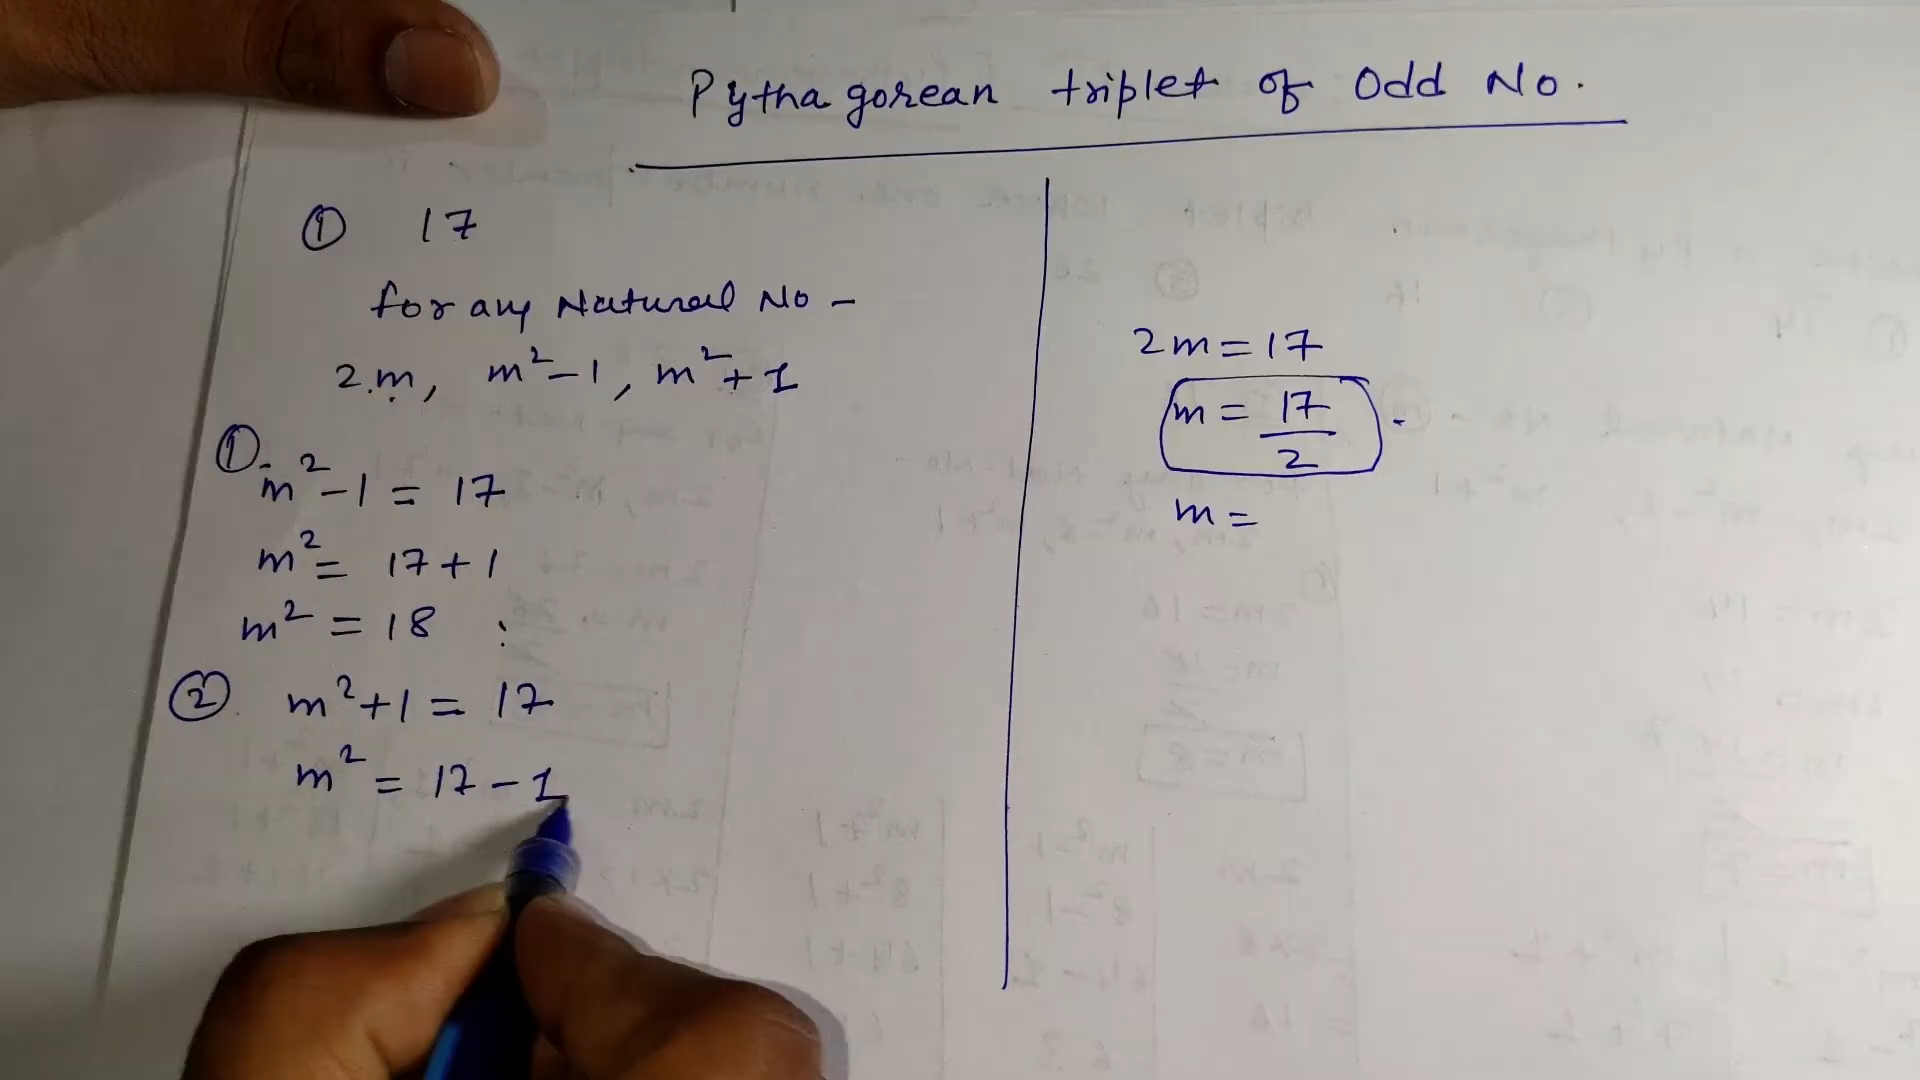 Pythagorean triplet of Odd No.
① 17
for any Natural No -
2.m, m²-1, m²+1
①. m²-1 = 17
m² = 17+1
m² = 18 :
② m²+1 = 17
m² = 17-1
2m = 17
m = 17/2 .
m =